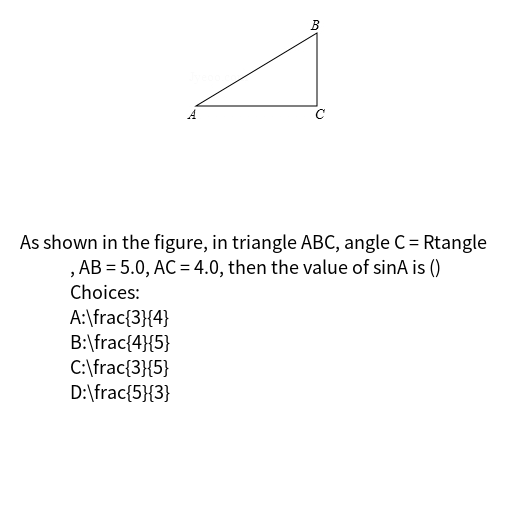 B
A
C
As shown in the figure, in triangle ABC, angle C = Rtangle
, AB = 5.0, AC = 4.0, then the value of sinA is ()
Choices:
A:\frac{3}{4}
B:\frac{4}{5}
C:\frac{3}{5}
D:\frac{5}{3}